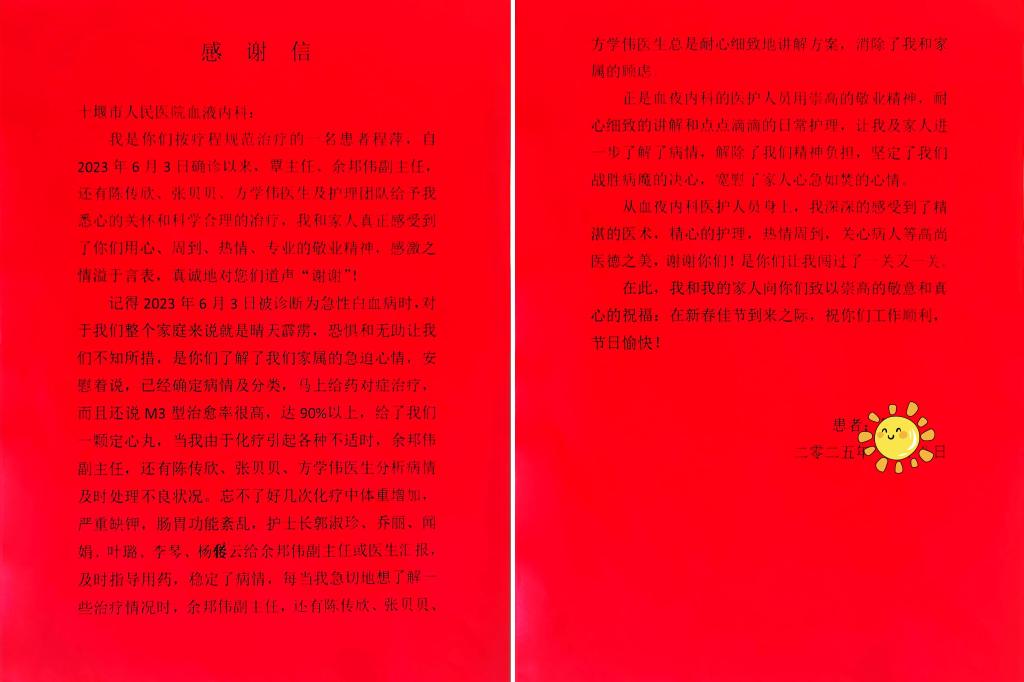 感 谢 信
十堰市人民医院血液内科：
我是你们按疗程规范治疗的一名患者程萍，自
2023年6月3日确诊以来、覃主任、余邦伟副主任，
还有陈传欣、张贝贝、方学伟医生及护理团队给予我
悉心的关怀和科学合理的治疗，我和家人真正感受到
了你们用心、周到、热情、专业的敬业精神，感激之
情溢于言表，真诚地对您们道声“谢谢”！
记得2023年6月3日被诊断为急性白血病时，对
于我们整个家庭来说就是晴天霹雳，恐惧和无助让我
们不知所措，是你们了解了我们家属的急迫心情，安
慰着说，已经确定病情及分类，马上给药对症治疗，
而且还说M3型治愈率很高，达90%以上，给了我们
一颗定心丸，当我由于化疗引起各种不适时，余邦伟
副主任，还有陈传欣、张贝贝、方学伟医生分析病情
及时处理不良状况。忘不了好几次化疗中体重增加，
严重缺钾，肠胃功能紊乱，护士长郭淑珍、乔丽、闻
娟、叶璐、李琴、杨云给余邦伟副主任或医生汇报，
及时指导用药，稳定了病情，每当我急切地想了解一
些治疗情况时，余邦伟副主任，还有陈传欣、张贝贝、
方学伟医生总是耐心细致地讲解方案，消除了我和家
属的顾虑
正是血夜内科的医护人员用崇高的敬业精神，耐
心细致的讲解和点点滴滴的日常护理，让我及家人进
一步了解了病情，解除了我们精神负担，坚定了我们
战胜病魔的决心，宽慰了家人心急如焚的心情。
从血夜内科医护人员身上，我深深的感受到了精
湛的医术，精心的护理，热情周到，关心病人等高尚
医德之美，谢谢你们！是你们让我闯过了一关又一关。
在此，我和我的家人向你们致以崇高的敬意和真
心的祝福：在新春佳节到来之际，祝你们工作顺利，
节日愉快！
患者：
二零二五年 日